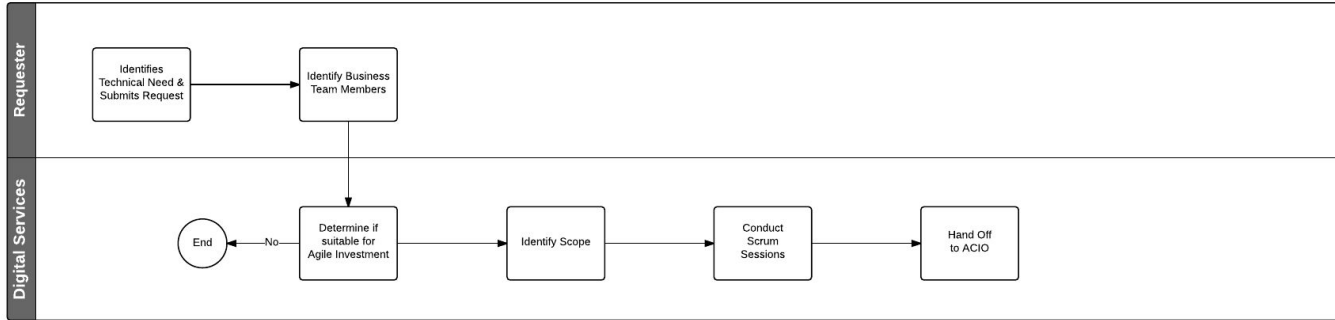 Requester
Identifies
Technical Need &
Submits Request
Identify Business
Team Members
Digital Services
End
No
Determine if
suitable for
Agile Investment
Identify Scope
Conduct
Scrum
Sessions
Hand Off
to ACIO